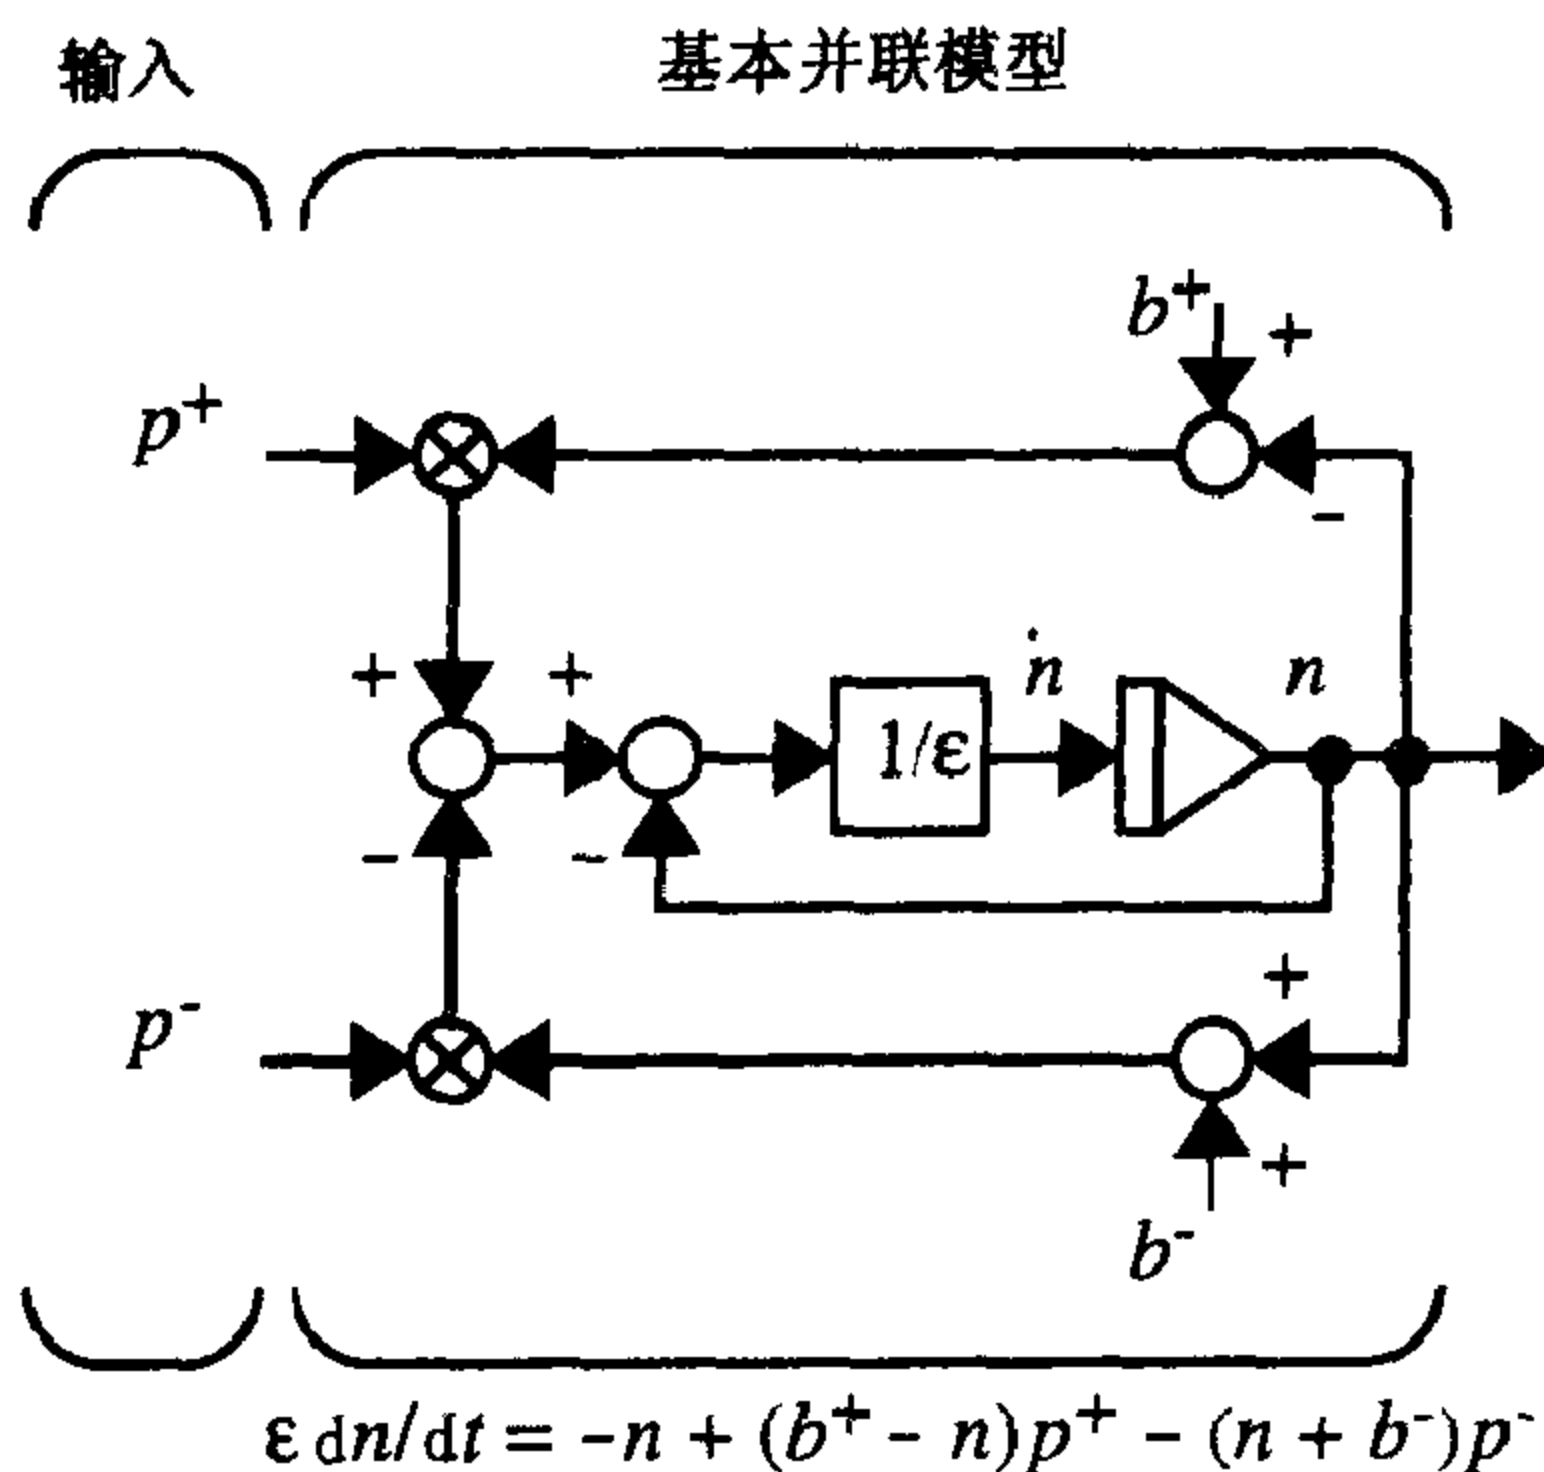 输入 基本并联模型
b⁺ +
p⁺
-
+ + ṅ n
1/ε
- -
+
p⁻
+
b⁻
ε dn/dt = -n + (b⁺ - n)p⁺ - (n + b⁻)p⁻